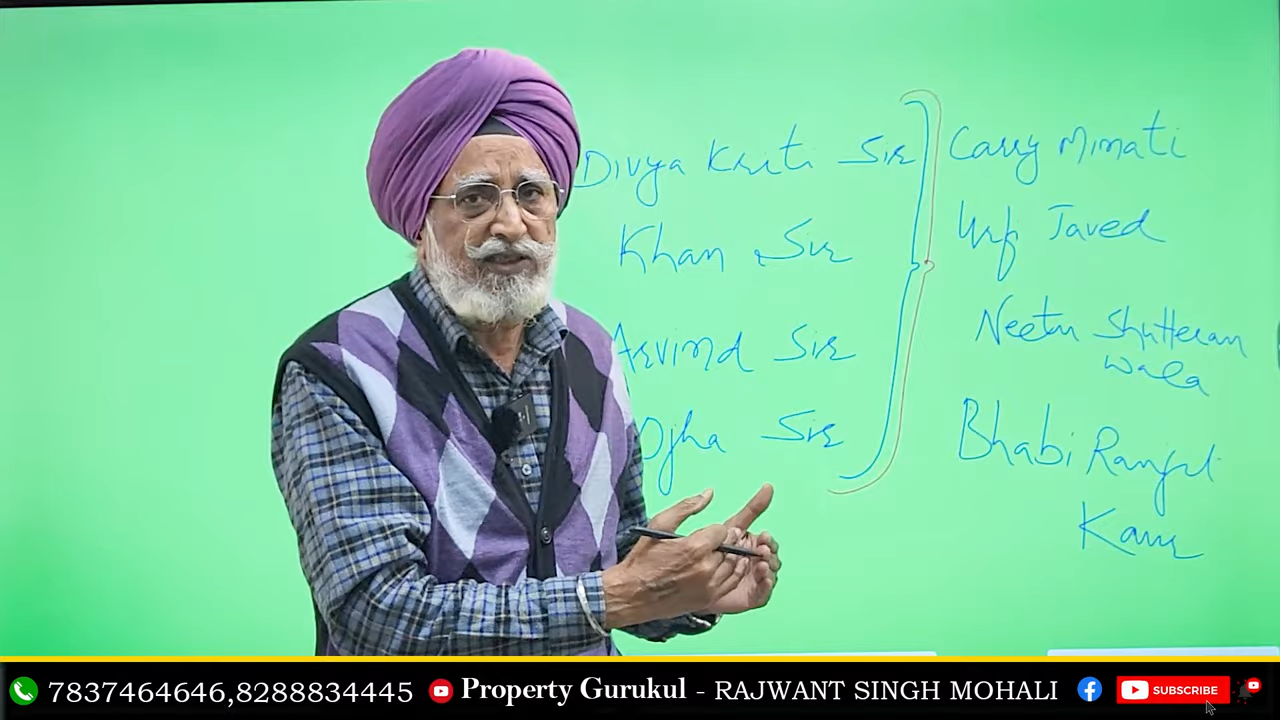 Divya Kriti Sir
Khan Sir
Arvind Sir
Ojha Sir
Carry Minati
Urf Javed
Neetu Shutteran
wala
Bhabi Ranjit
Kaur
7837464646,8288834445
Property Gurukul - RAJWANT SINGH MOHALI
SUBSCRIBE